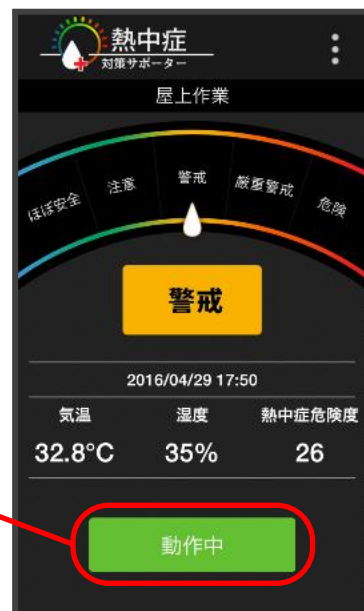 熱中症
対策サポーター
屋上作業
ほぼ安全 注意 警戒 厳重警戒 危険
警戒
2016/04/29 17:50
気温 湿度 熱中症危険度
32.8°C 35% 26
動作中